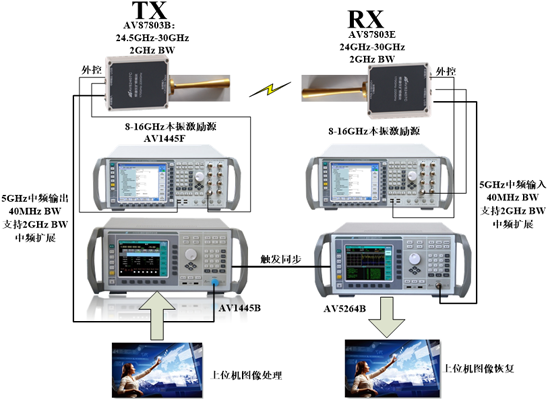 TX
AV87803B:
24.5GHz-30GHz
2GHz BW
外控
8-16GHz本振激励源
AV1445F
5GHz中频输出
40MHz BW
支持2GHz BW
中频扩展
AV1445B
上位机图像处理
触发同步
RX
AV87803E
24GHz-30GHz
2GHz BW
外控
8-16GHz本振激励源
5GHz中频输入
40MHz BW
支持2GHz BW
中频扩展
AV5264B
上位机图像恢复